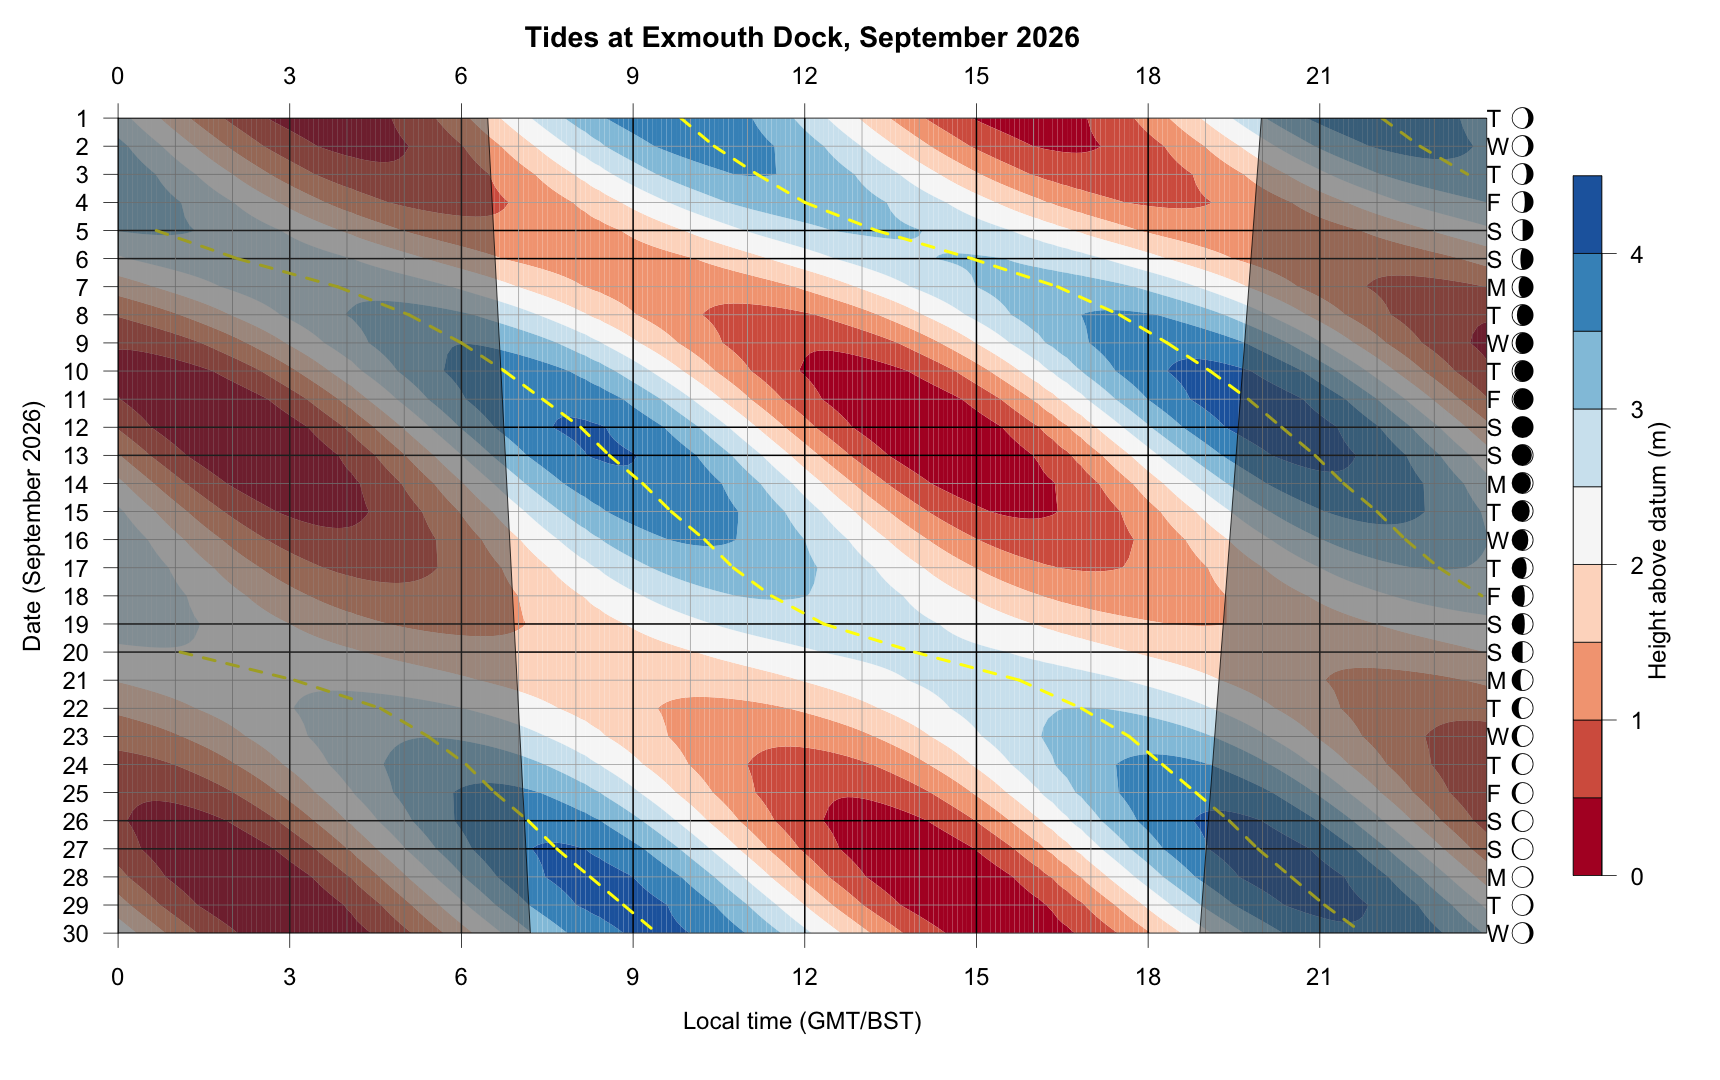 Tides at Exmouth Dock, September 2026
0 3 6 9 12 15 18 21
1 T
2 W
3 T
4 F
5 S
6 S
7 M
8 T
9 W
10 T
11 F
12 S
13 S
14 M
15 T
16 W
17 T
18 F
19 S
20 S
21 M
22 T
23 W
24 T
25 F
26 S
27 S
28 M
29 T
30 W
0 3 6 9 12 15 18 21
Local time (GMT/BST)
Date (September 2026)
4
3
2
1
0
Height above datum (m)